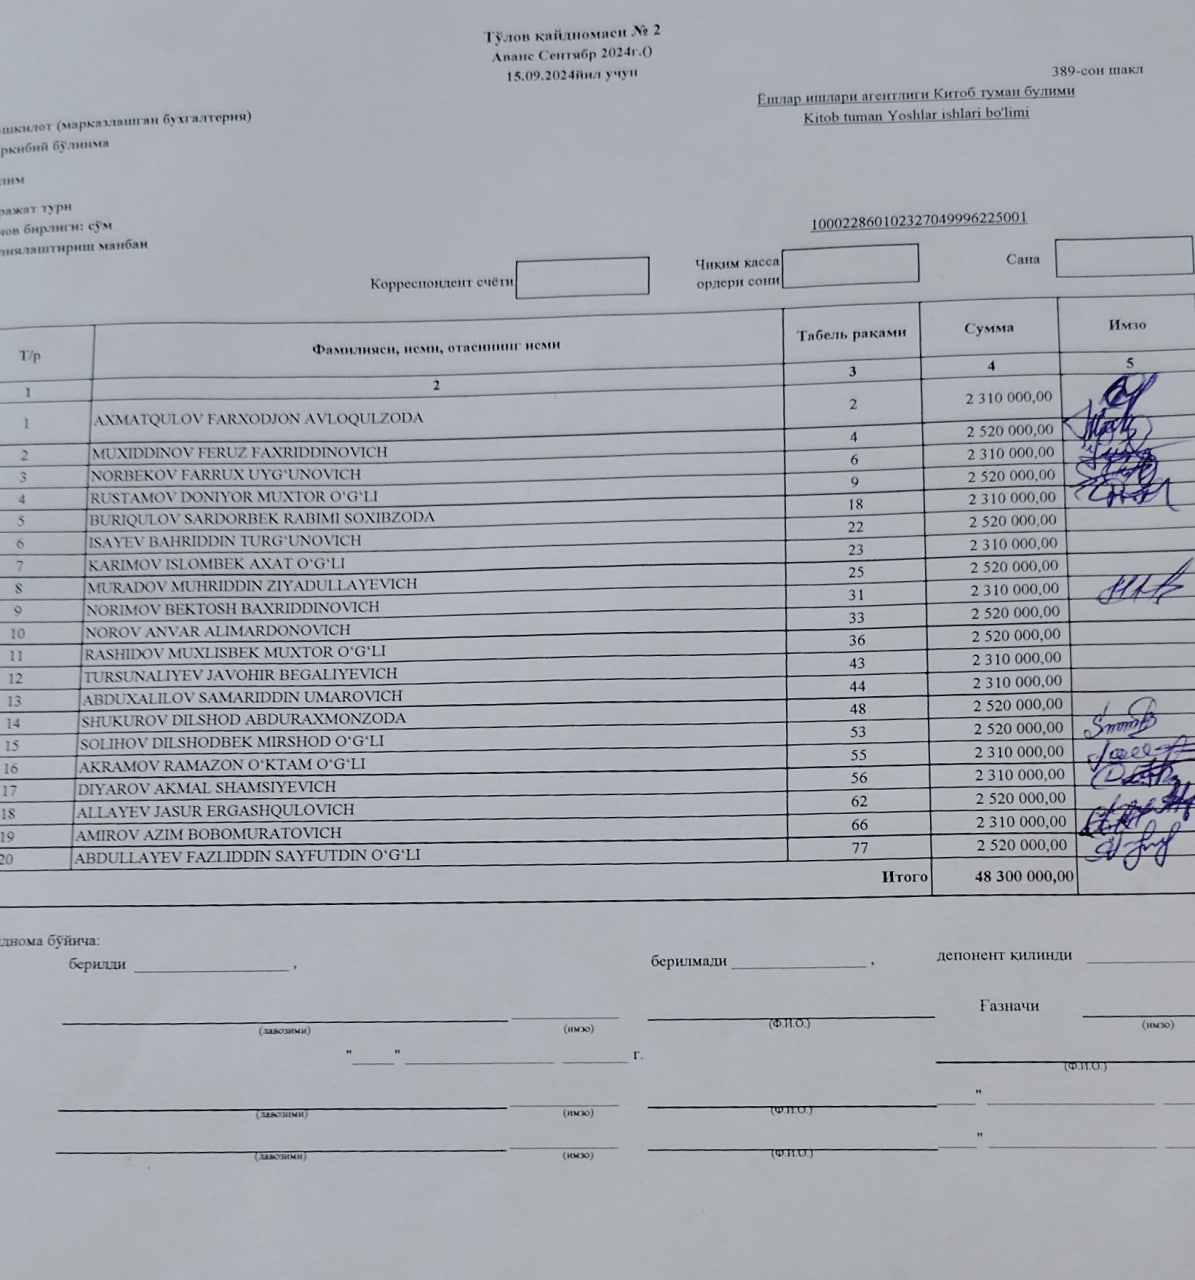 Тўлов қайдномаси № 2
Аванс Сентябр 2024г.()
15.09.2024йил учун
389-сон шакл
Ёшлар ишлари агентлиги Китоб туман булими
Kitob tuman Yoshlar ishlari bo'limi
шкилот (марказлашган бухгалтерия)
ркибий бўлинма
лим
ражат тури
чов бирлиги: сўм
лиялаштириш манбаи
100022860102327049996225001
Корреспондент счёти
Чиқим касса
ордери сони
Сана
Т/р Фамилияси, исми, отасининг исми Табель рақами Сумма Имзо
1 2 3 4 5
1 AXMATQULOV FARXODJON AVLOQULZODA 2 2 310 000,00
2 MUXIDDINOV FERUZ FAXRIDDINOVICH 4 2 520 000,00
3 NORBEKOV FARRUX UYG‘UNOVICH 6 2 310 000,00
4 RUSTAMOV DONIYOR MUXTOR O‘G‘LI 9 2 520 000,00
5 BURIQULOV SARDORBEK RABIMI SOXIBZODA 18 2 310 000,00
6 ISAYEV BAHRIDDIN TURG‘UNOVICH 22 2 520 000,00
7 KARIMOV ISLOMBEK AXAT O‘G‘LI 23 2 310 000,00
8 MURADOV MUHRIDDIN ZIYADULLAYEVICH 25 2 520 000,00
9 NORIMOV BEKTOSH BAXRIDDINOVICH 31 2 310 000,00
10 NOROV ANVAR ALIMARDONOVICH 33 2 520 000,00
11 RASHIDOV MUXLISBEK MUXTOR O‘G‘LI 36 2 520 000,00
12 TURSUNALIYEV JAVOHIR BEGALIYEVICH 43 2 310 000,00
13 ABDUXALILOV SAMARIDDIN UMAROVICH 44 2 310 000,00
14 SHUKUROV DILSHOD ABDURAXMONZODA 48 2 520 000,00
15 SOLIHOV DILSHODBEK MIRSHOD O‘G‘LI 53 2 520 000,00
16 AKRAMOV RAMAZON O‘KTAM O‘G‘LI 55 2 310 000,00
17 DIYAROV AKMAL SHAMSIYEVICH 56 2 310 000,00
18 ALLAYEV JASUR ERGASHQULOVICH 62 2 520 000,00
19 AMIROV AZIM BOBOMURATOVICH 66 2 310 000,00
20 ABDULLAYEV FAZLIDDIN SAYFUTDIN O‘G‘LI 77 2 520 000,00
Итого 48 300 000,00
днома бўйича:
берилди ____________________ , берилмади __________________ , депонент қилинди
Ғазначи
(лавозими) (имзо) (Ф.И.О.) (имзо)
"_____" ____________________ ________ г.
(Ф.И.О.)
(лавозими) (имзо) (Ф.И.О.) "
(лавозими) (имзо) (Ф.И.О.) "